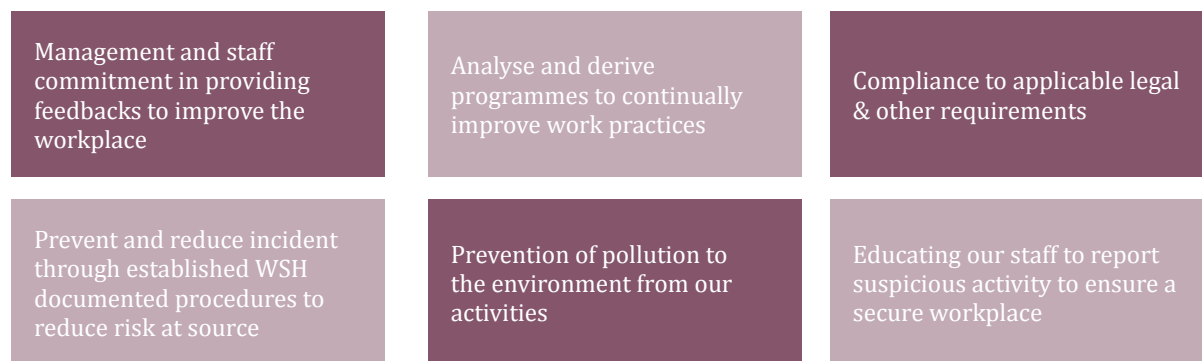 Management and staff
commitment in providing
feedbacks to improve the
workplace
Analyse and derive
programmes to continually
improve work practices
Compliance to applicable legal
& other requirements
Prevent and reduce incident
through established WSH
documented procedures to
reduce risk at source
Prevention of pollution to
the environment from our
activities
Educating our staff to report
suspicious activity to ensure a
secure workplace